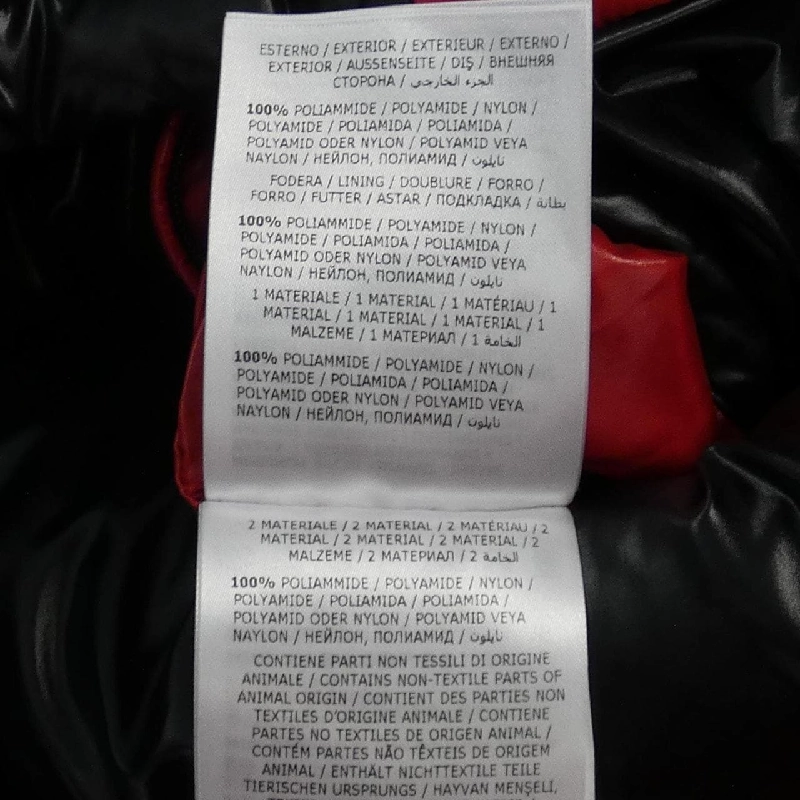 ESTERNO / EXTERIOR / EXTERIEUR / EXTERNO /
EXTERIOR / AUSSENSEITE / DIŞ / ВНЕШНЯЯ
СТОРОНА / الجزء الخارجي
100% POLIAMMIDE / POLYAMIDE / NYLON /
POLYAMIDE / POLIAMIDA / POLIAMIDA /
POLYAMID ODER NYLON / POLYAMID VEYA
NAYLON / НЕЙЛОН, ПОЛИАМИД / نايلون
FODERA / LINING / DOUBLURE / FORRO /
FORRO / FUTTER / ASTAR / ПОДКЛАДКА / بطانة
100% POLIAMMIDE / POLYAMIDE / NYLON /
POLYAMIDE / POLIAMIDA / POLIAMIDA /
POLYAMID ODER NYLON / POLYAMID VEYA
NAYLON / НЕЙЛОН, ПОЛИАМИД / نايلون
1 MATERIALE / 1 MATERIAL / 1 MATÉRIAU / 1
MATERIAL / 1 MATERIAL / 1 MATERIAL / 1
MALZEME / 1 МАТЕРИАЛ / 1 الخامة
100% POLIAMMIDE / POLYAMIDE / NYLON /
POLYAMIDE / POLIAMIDA / POLIAMIDA /
POLYAMID ODER NYLON / POLYAMID VEYA
NAYLON / НЕЙЛОН, ПОЛИАМИД / نايلون
2 MATERIALE / 2 MATERIAL / 2 MATÉRIAU / 2
MATERIAL / 2 MATERIAL / 2 MATERIAL / 2
MALZEME / 2 МАТЕРИАЛ / 2 الخامة
100% POLIAMMIDE / POLYAMIDE / NYLON /
POLYAMIDE / POLIAMIDA / POLIAMIDA /
POLYAMID ODER NYLON / POLYAMID VEYA
NAYLON / НЕЙЛОН, ПОЛИАМИД / نايلون
CONTIENE PARTI NON TESSILI DI ORIGINE
ANIMALE / CONTAINS NON-TEXTILE PARTS OF
ANIMAL ORIGIN / CONTIENT DES PARTIES NON
TEXTILES D'ORIGINE ANIMALE / CONTIENE
PARTES NO TEXTILES DE ORIGEN ANIMAL /
CONTÉM PARTES NÃO TÊXTEIS DE ORIGEM
ANIMAL / ENTHÄLT NICHTTEXTILE TEILE
TIERISCHEN URSPRUNGS / HAYVAN MENŞELİ,